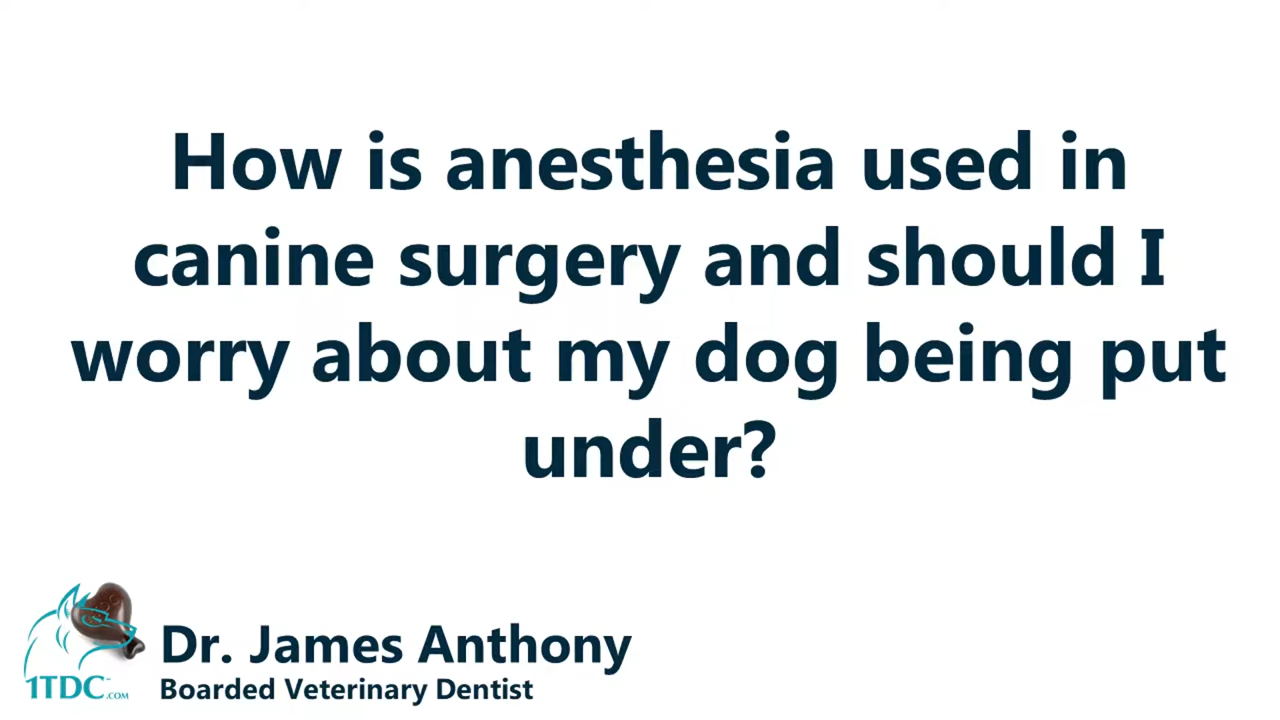 How is anesthesia used in
canine surgery and should I
worry about my dog being put
under?
Dr. James Anthony
Boarded Veterinary Dentist
1TDC™.COM